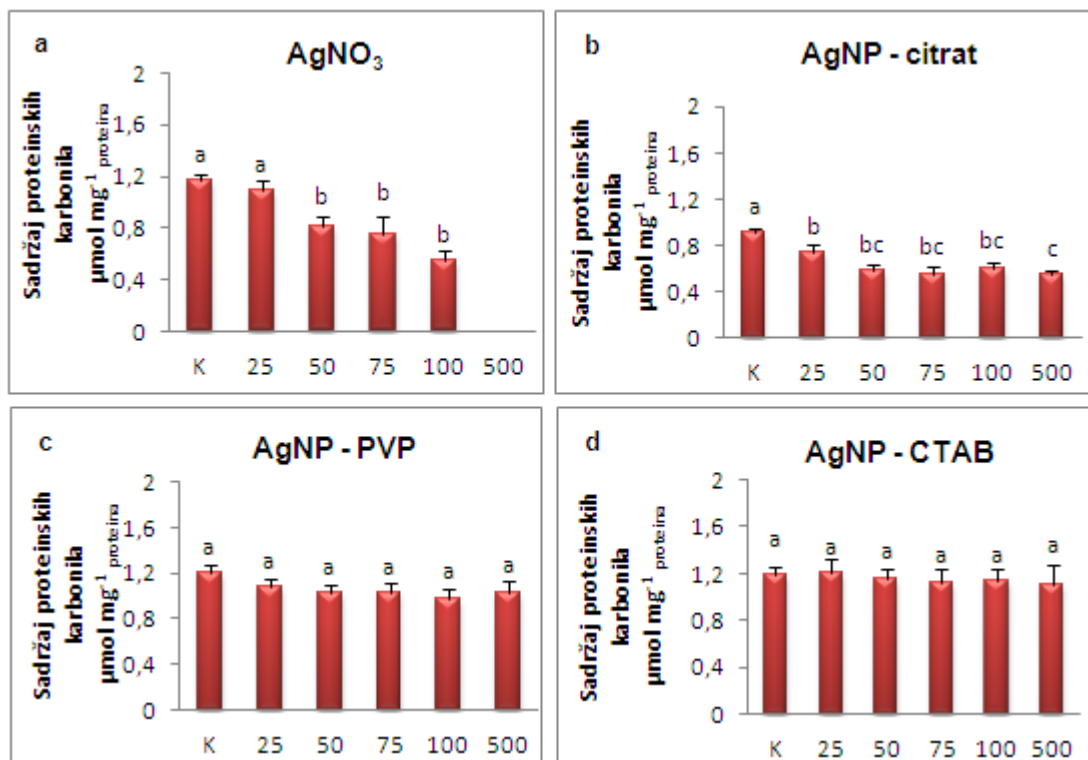 a
AgNO₃
Sadržaj proteinskih
karbonila
µmol mg⁻¹ proteina
2
1,6
1,2
0,8
0,4
0
a a b b b
K 25 50 75 100 500
b
AgNP - citrat
Sadržaj proteinskih
karbonila
µmol mg⁻¹ proteina
2
1,6
1,2
0,8
0,4
0
a b bc bc bc c
K 25 50 75 100 500
c
AgNP - PVP
Sadržaj proteinskih
karbonila
µmol mg⁻¹ proteina
2
1,6
1,2
0,8
0,4
0
a a a a a a
K 25 50 75 100 500
d
AgNP - CTAB
Sadržaj proteinskih
karbonila
µmol mg⁻¹ proteina
2
1,6
1,2
0,8
0,4
0
a a a a a a
K 25 50 75 100 500